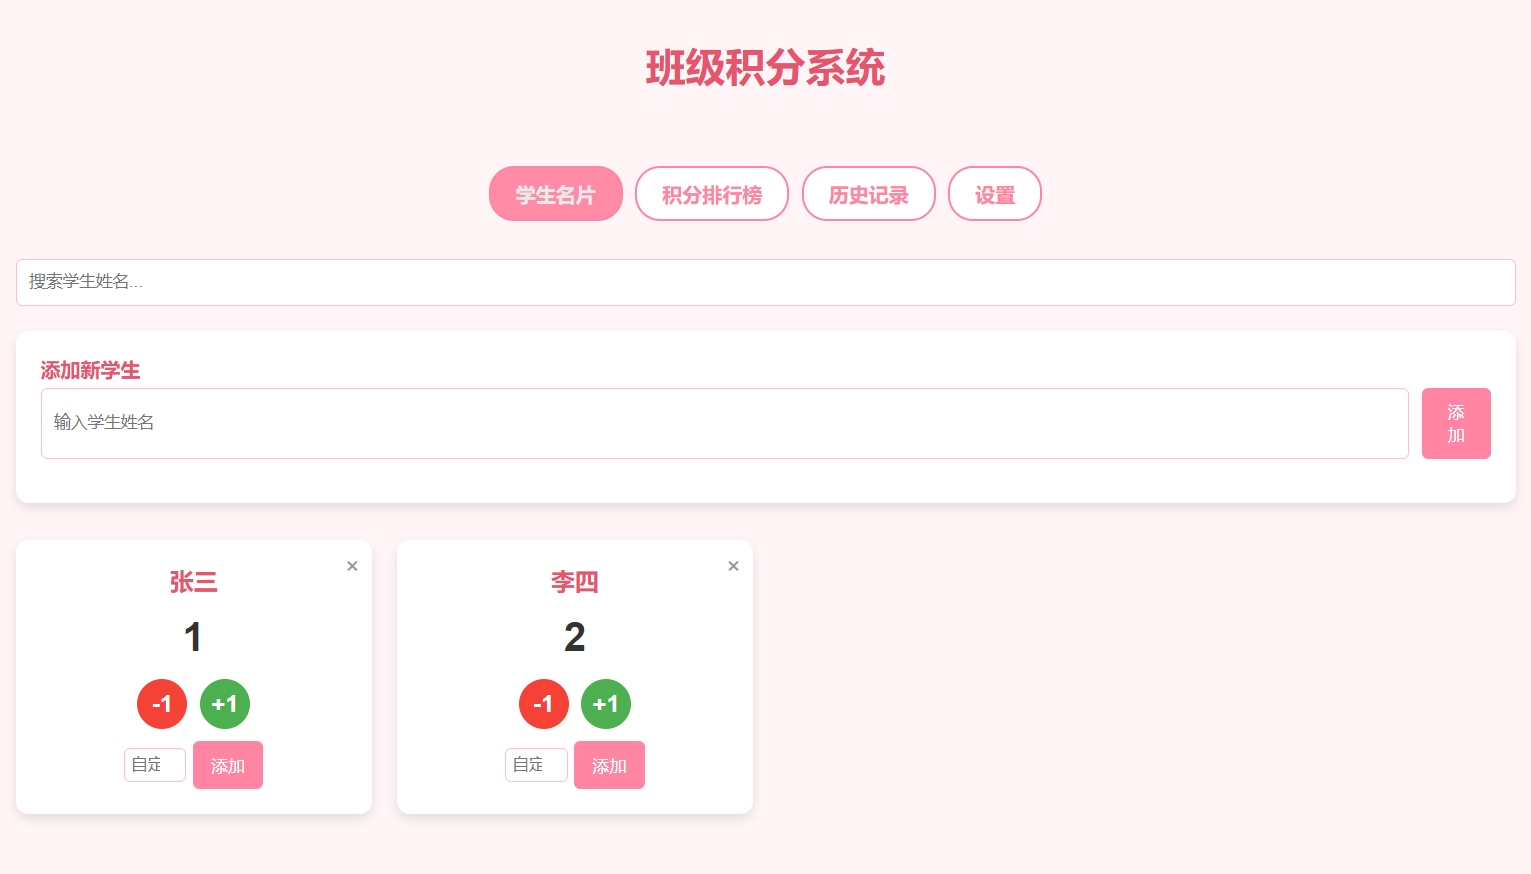 班级积分系统
学生名片 积分排行榜 历史记录 设置
搜索学生姓名...
添加新学生
输入学生姓名
添
加
张三
1
-1 +1
自定 添加
李四
2
-1 +1
自定 添加